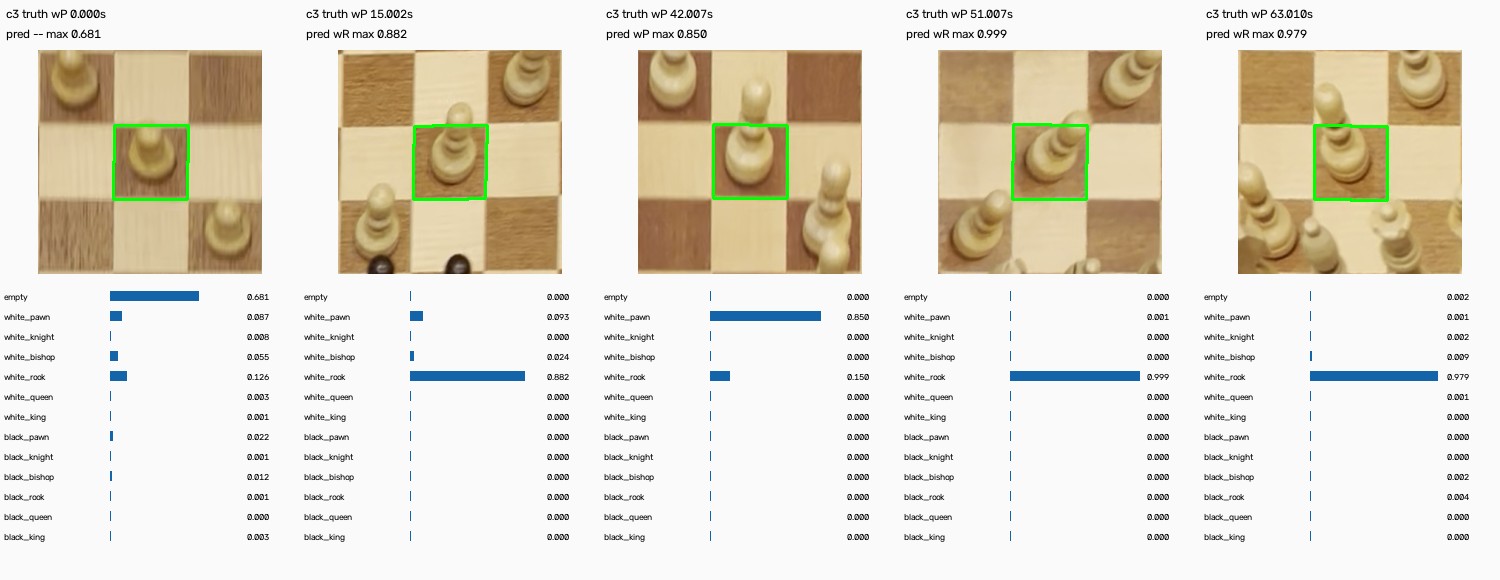 c3 truth wP 0.000s
pred -- max 0.681
empty 0.681
white_pawn 0.087
white_knight 0.008
white_bishop 0.055
white_rook 0.126
white_queen 0.003
white_king 0.001
black_pawn 0.022
black_knight 0.001
black_bishop 0.012
black_rook 0.001
black_queen 0.000
black_king 0.003
c3 truth wP 15.002s
pred wR max 0.882
empty 0.000
white_pawn 0.093
white_knight 0.000
white_bishop 0.024
white_rook 0.882
white_queen 0.000
white_king 0.000
black_pawn 0.000
black_knight 0.000
black_bishop 0.000
black_rook 0.000
black_queen 0.000
black_king 0.000
c3 truth wP 42.007s
pred wP max 0.850
empty 0.000
white_pawn 0.850
white_knight 0.000
white_bishop 0.000
white_rook 0.150
white_queen 0.000
white_king 0.000
black_pawn 0.000
black_knight 0.000
black_bishop 0.000
black_rook 0.000
black_queen 0.000
black_king 0.000
c3 truth wP 51.007s
pred wR max 0.999
empty 0.000
white_pawn 0.001
white_knight 0.000
white_bishop 0.000
white_rook 0.999
white_queen 0.000
white_king 0.000
black_pawn 0.000
black_knight 0.000
black_bishop 0.000
black_rook 0.000
black_queen 0.000
black_king 0.000
c3 truth wP 63.010s
pred wR max 0.979
empty 0.002
white_pawn 0.001
white_knight 0.002
white_bishop 0.009
white_rook 0.979
white_queen 0.001
white_king 0.000
black_pawn 0.000
black_knight 0.000
black_bishop 0.002
black_rook 0.004
black_queen 0.000
black_king 0.000